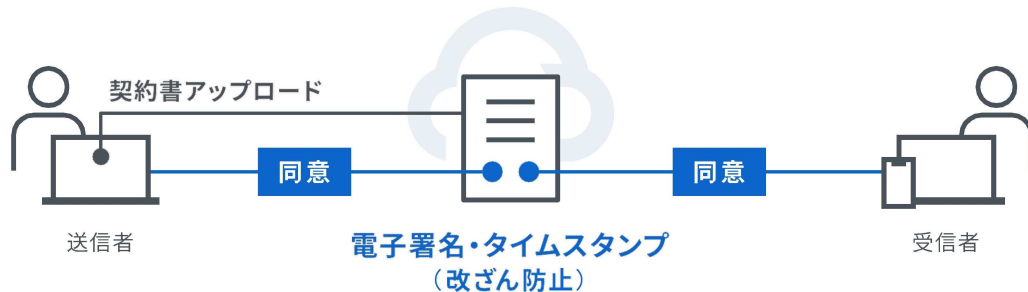 契約書アップロード
同意
同意
送信者
電子署名・タイムスタンプ
（改ざん防止）
受信者